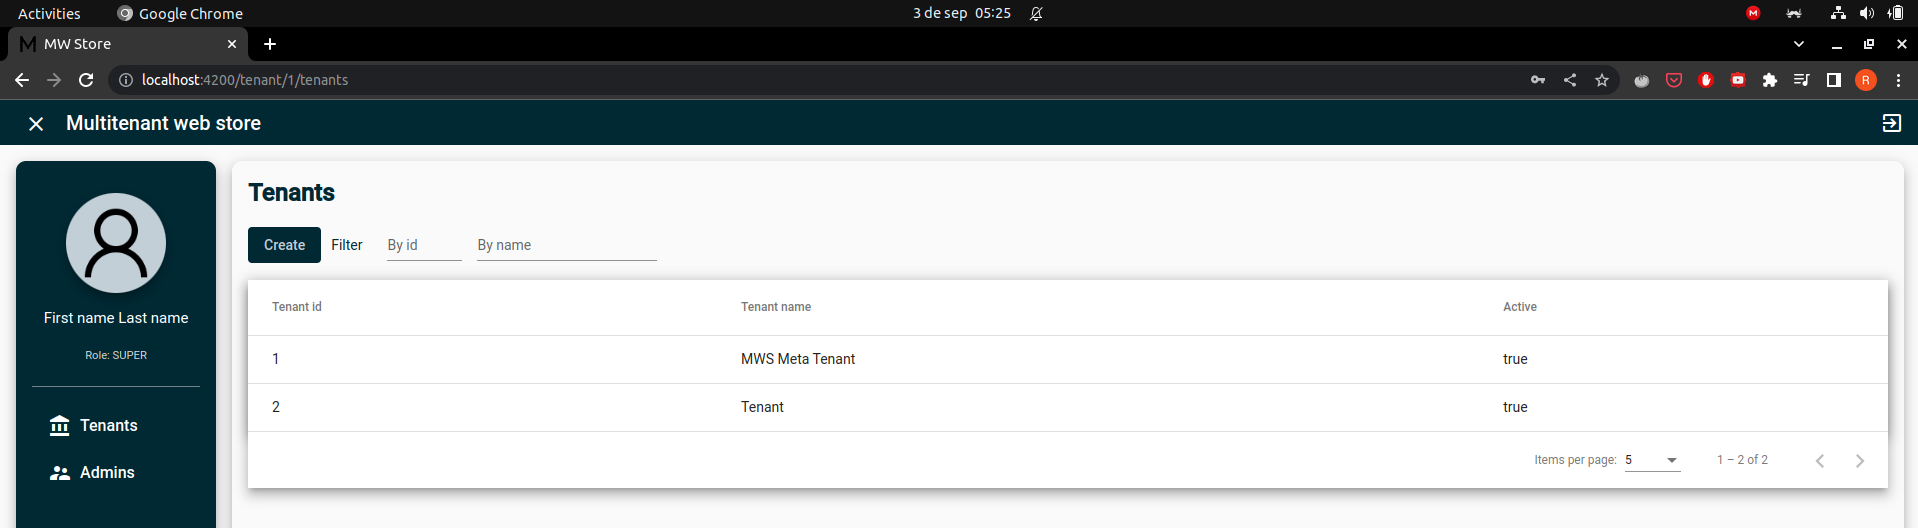 Activities Google Chrome 3 de sep 05:25
MW Store
localhost:4200/tenant/1/tenants R
Multitenant web store
First name Last name
Role: SUPER
Tenants
Admins
Tenants
Create Filter By id By name
Tenant id Tenant name Active
1 MWS Meta Tenant true
2 Tenant true
Items per page: 5 1 – 2 of 2